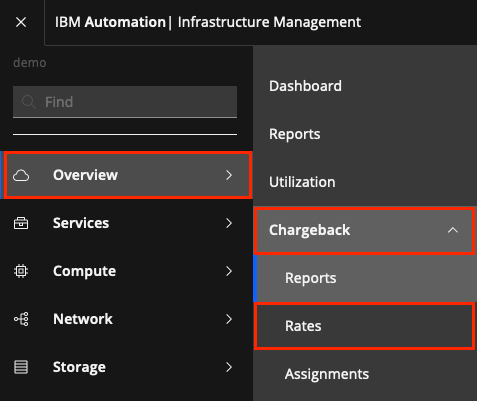 IBM Automation| Infrastructure Management
demo
Find
Overview
Services
Compute
Network
Storage
Dashboard
Reports
Utilization
Chargeback
Reports
Rates
Assignments